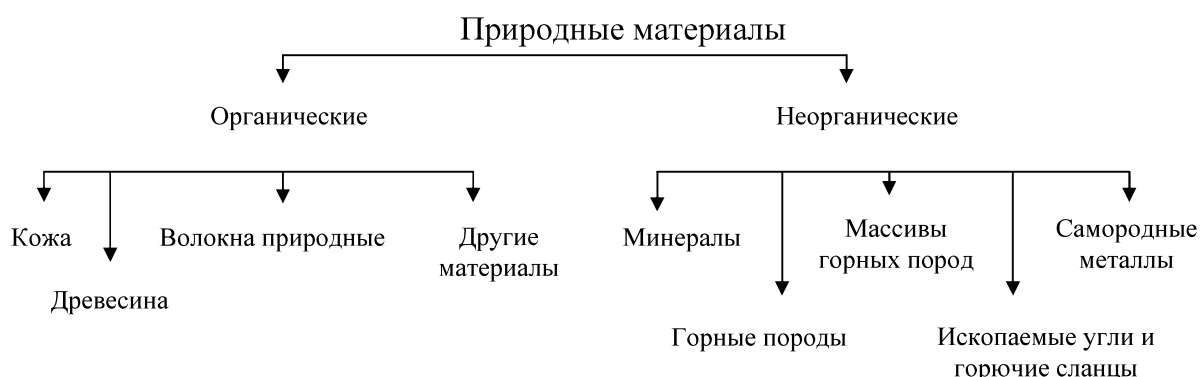 Природные материалы
Органические
Неорганические
Кожа
Древесина
Волокна природные
Другие
материалы
Минералы
Горные породы
Массивы
горных пород
Ископаемые угли и
горючие сланцы
Самородные
металлы